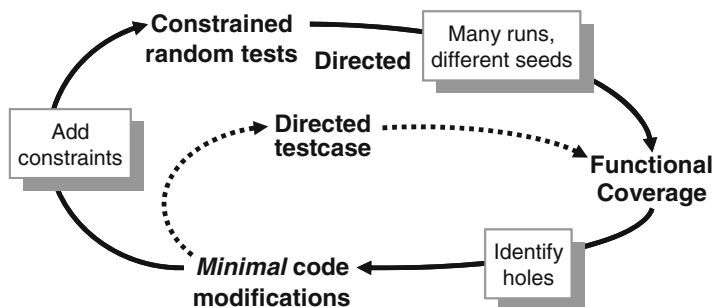 Constrained
random tests
Directed
Many runs,
different seeds
Add
constraints
Directed
testcase
Functional
Coverage
Identify
holes
Minimal code
modifications